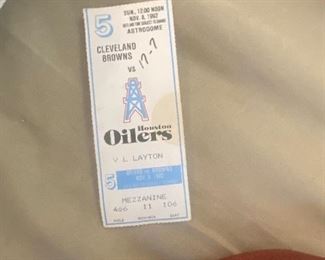 5
SUN. 12:00 NOON
NOV. 8, 1992
ASTRODOME
CLEVELAND
BROWNS
VS
17-7
Houston
Oilers
V L LAYTON
5
MEZZANINE
466 11 106